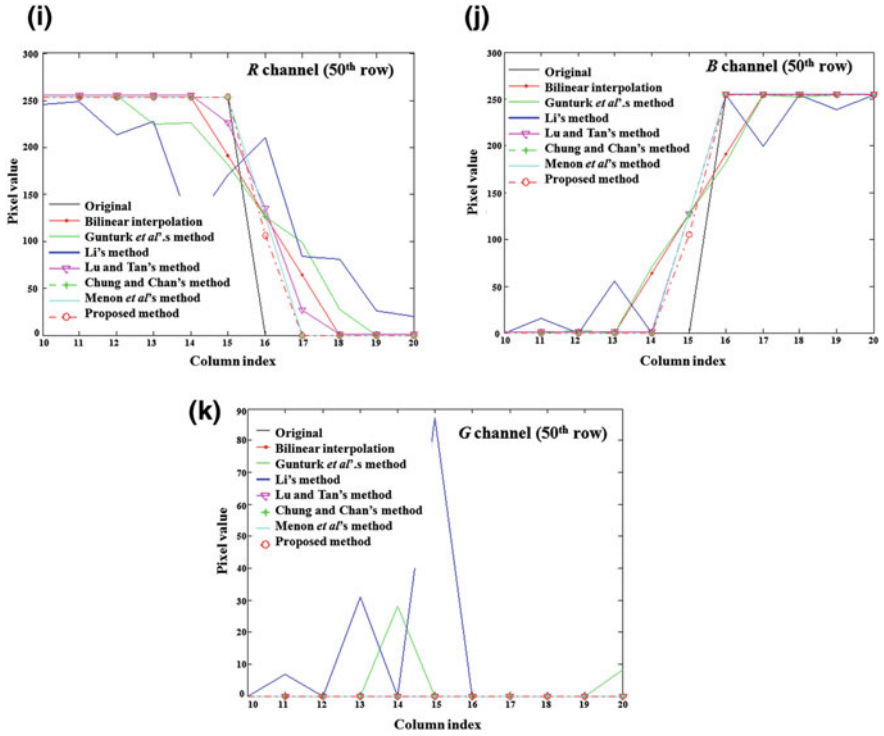 (i)
R channel (50th row)
300
250
200
150
100
50
0
Pixel value
Original
Bilinear interpolation
Gunturk et al'.s method
Li's method
Lu and Tan's method
Chung and Chan's method
Menon et al's method
Proposed method
10 11 12 13 14 15 16 17 18 19 20
Column index
(j)
B channel (50th row)
300
250
200
150
100
50
0
Pixel value
Original
Bilinear interpolation
Gunturk et al'.s method
Li's method
Lu and Tan's method
Chung and Chan's method
Menon et al's method
Proposed method
10 11 12 13 14 15 16 17 18 19 20
Column index
(k)
G channel (50th row)
90
80
70
60
50
40
30
20
10
0
Pixel value
Original
Bilinear interpolation
Gunturk et al'.s method
Li's method
Lu and Tan's method
Chung and Chan's method
Menon et al's method
Proposed method
10 11 12 13 14 15 16 17 18 19 20
Column index